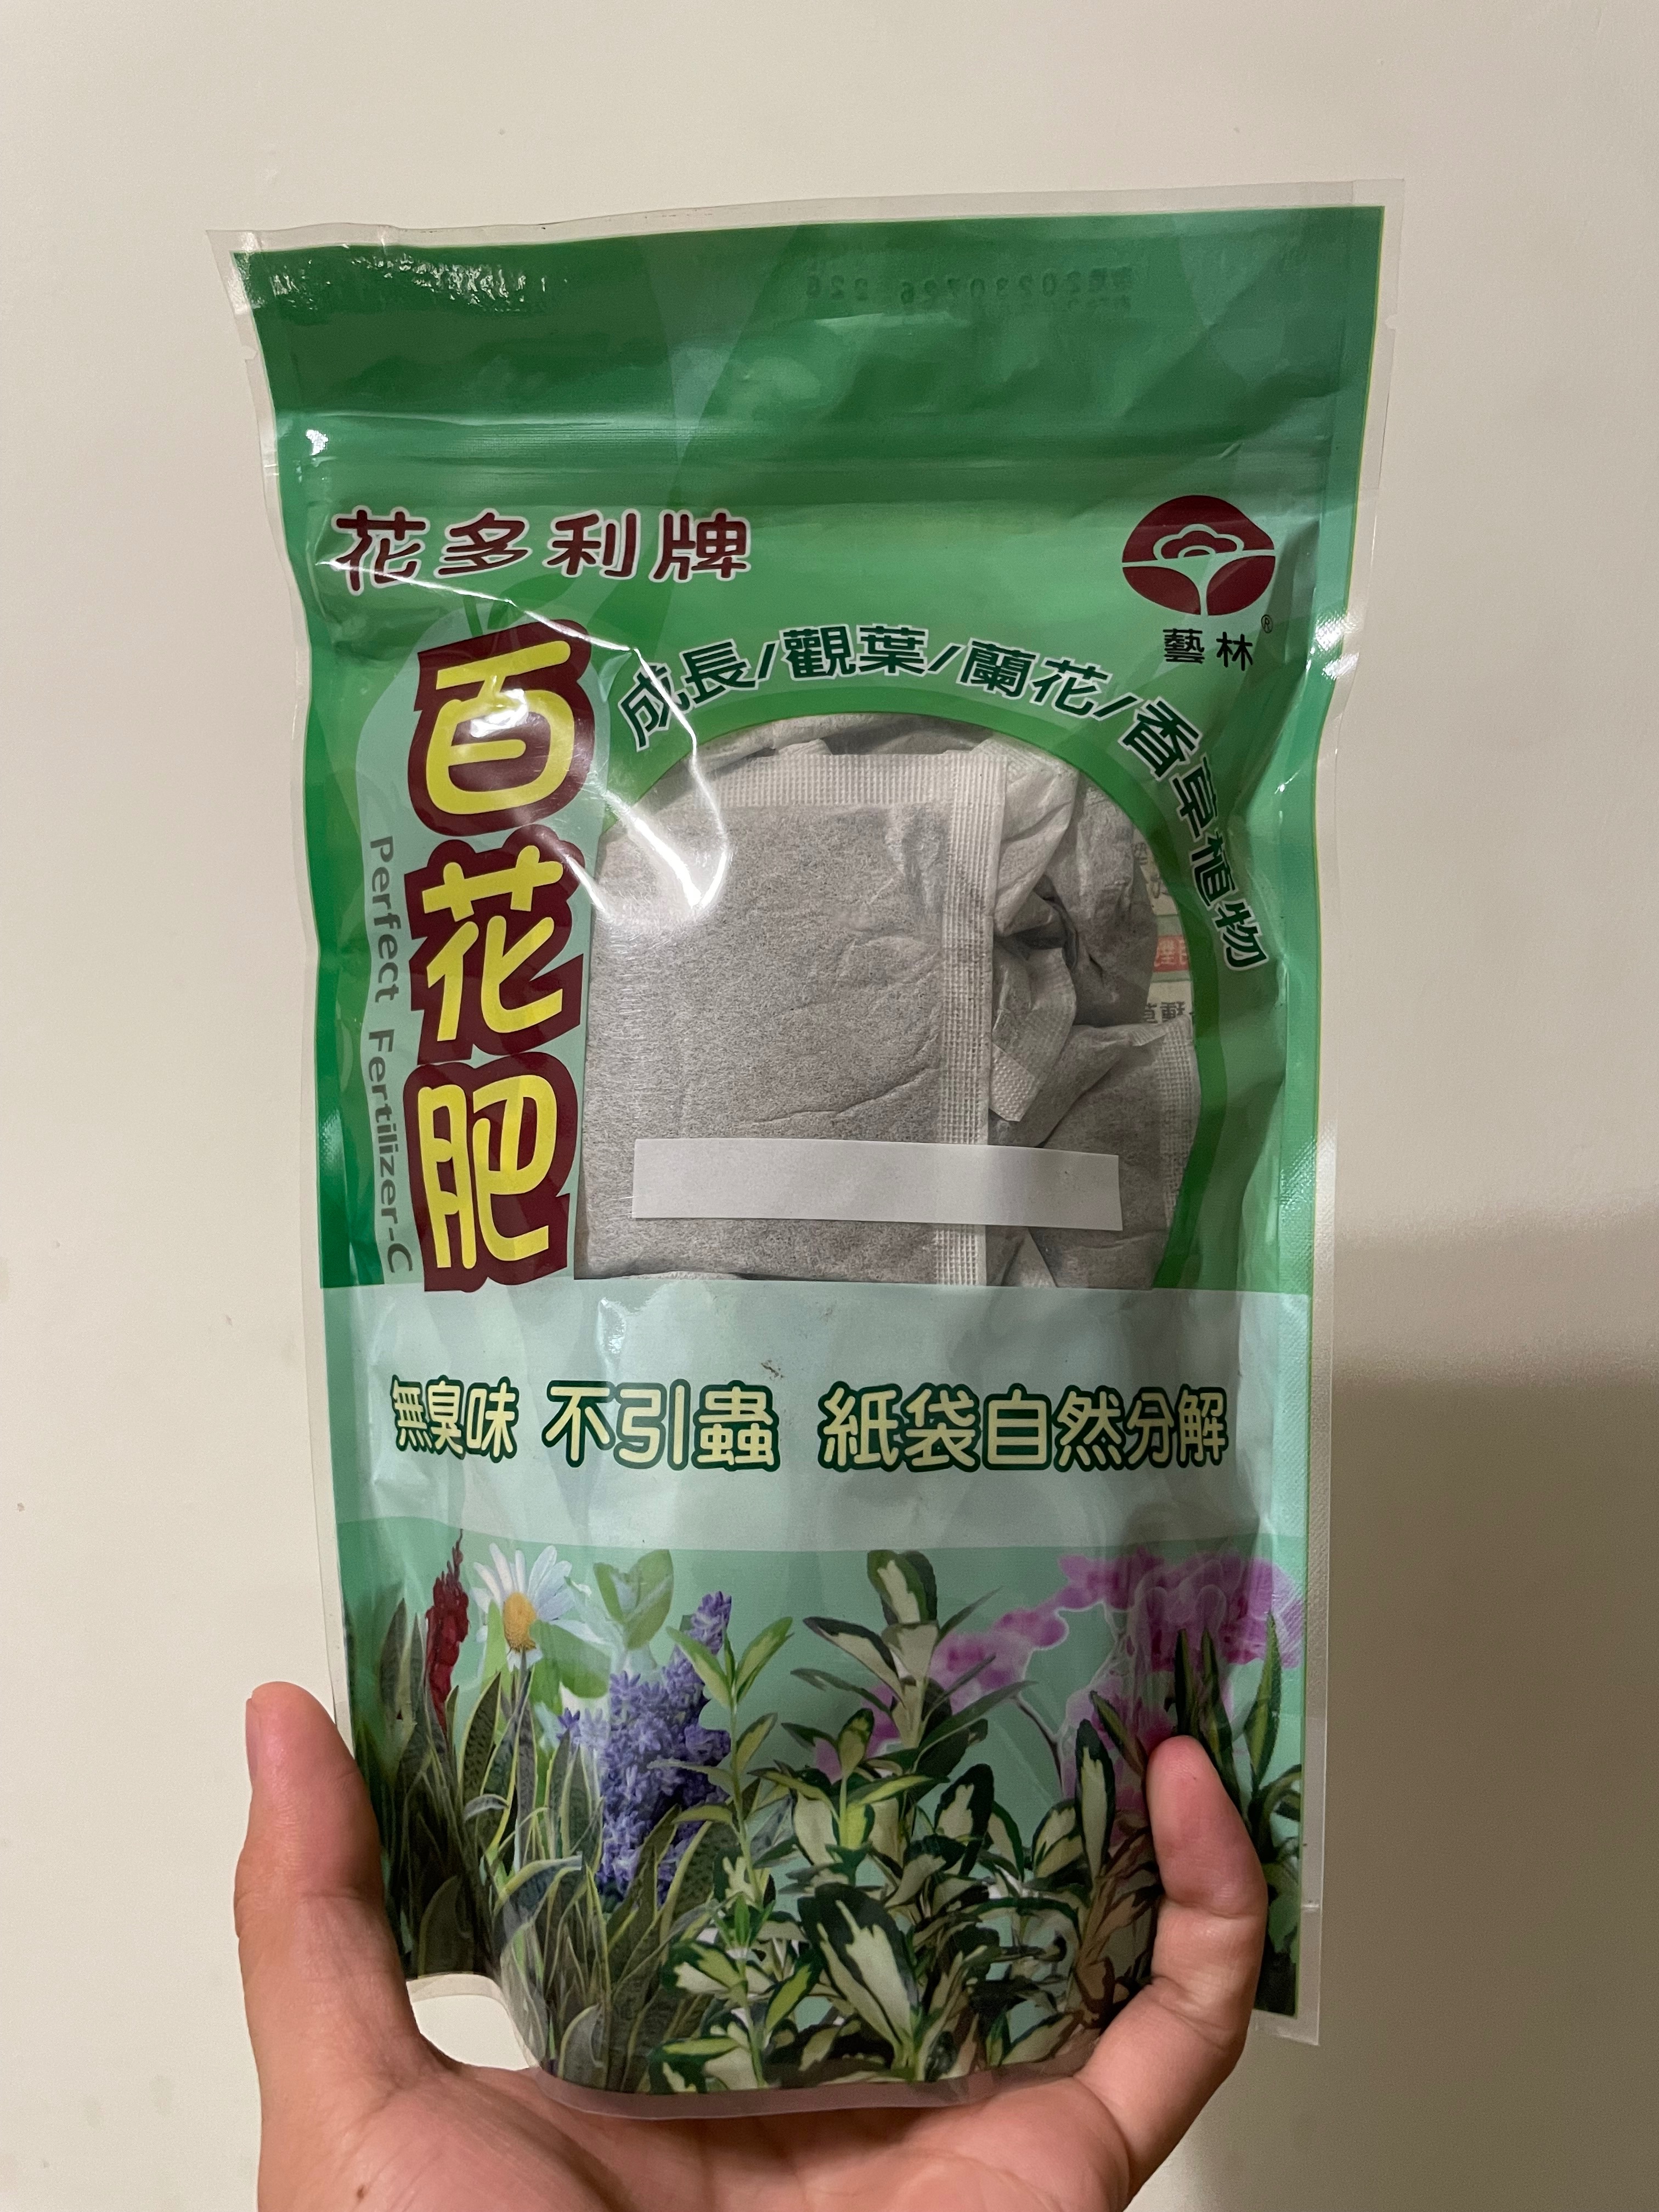 花多利牌
藝林®
成長/觀葉/蘭花/香草植物
百花肥
Perfect Fertilizer-C
無臭味 不引蟲 紙袋自然分解